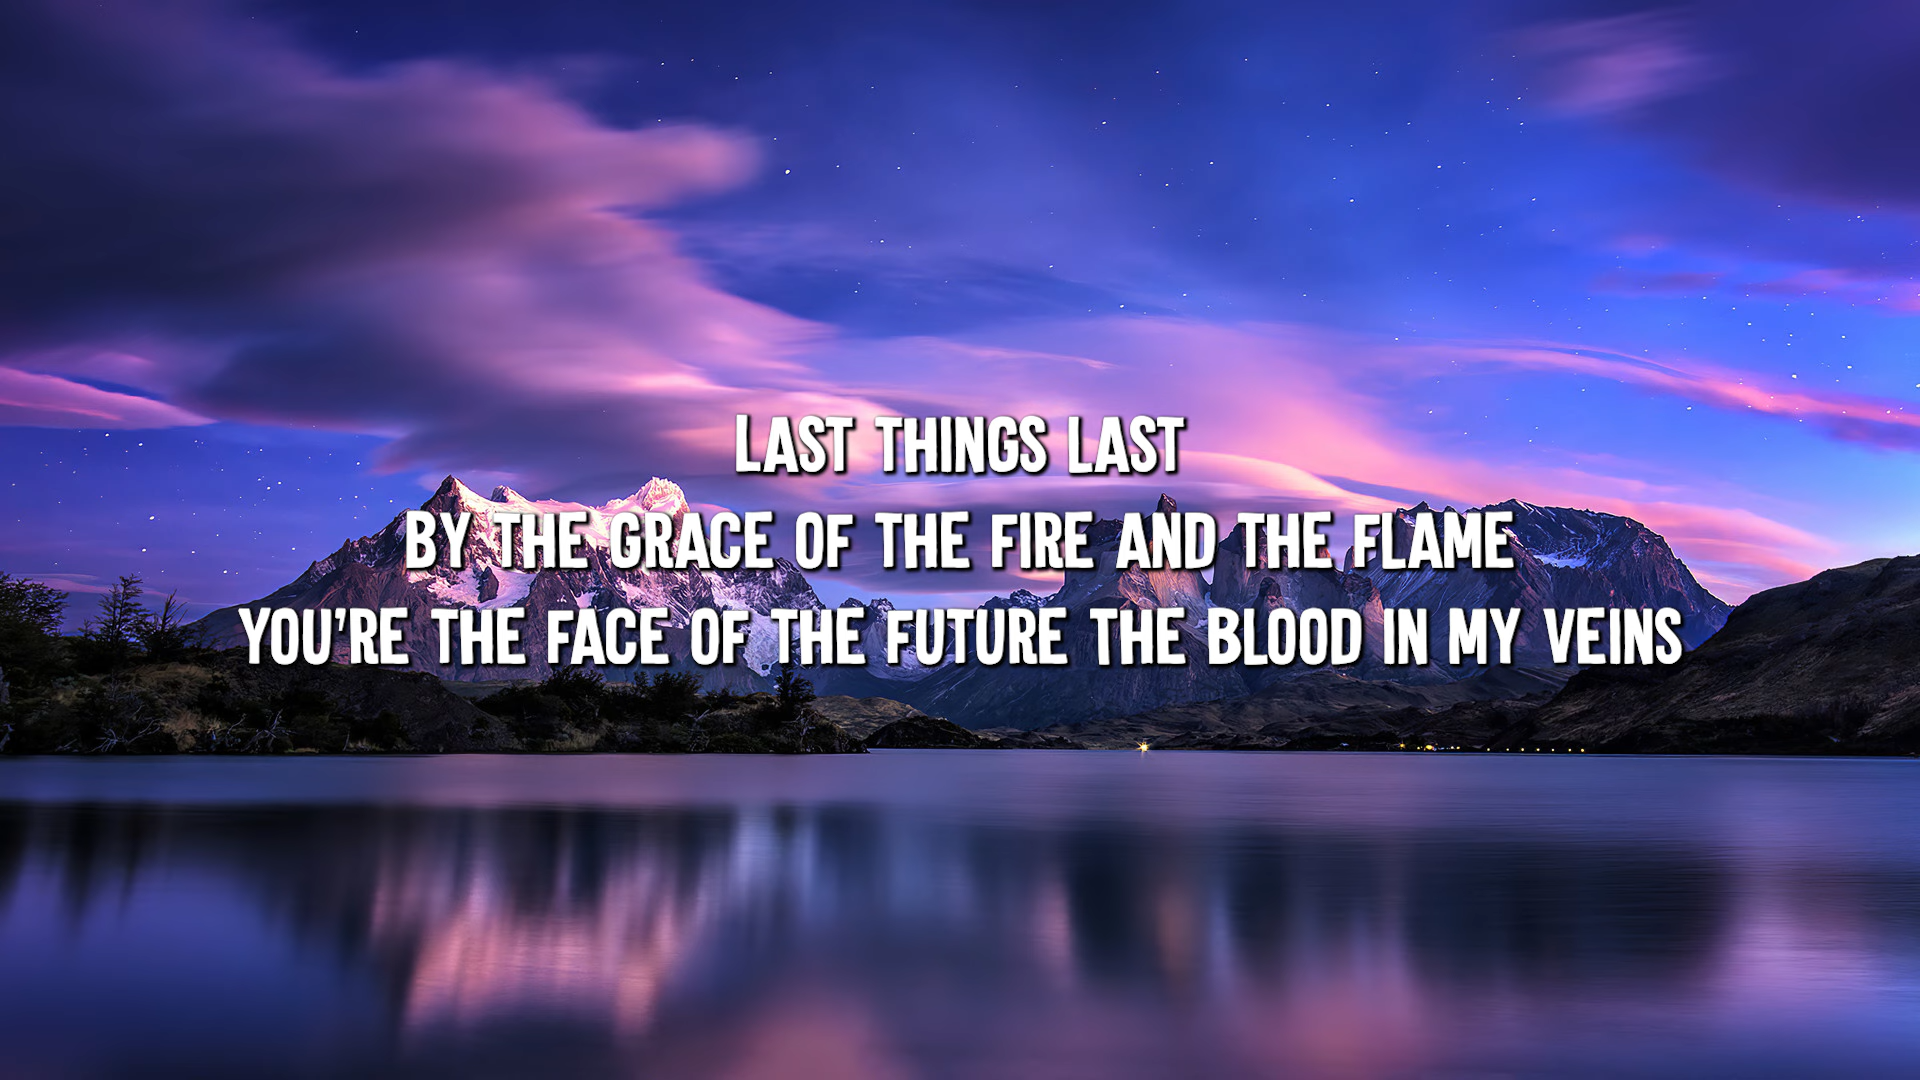 LAST THINGS LAST
BY THE GRACE OF THE FIRE AND THE FLAME
YOU'RE THE FACE OF THE FUTURE THE BLOOD IN MY VEINS